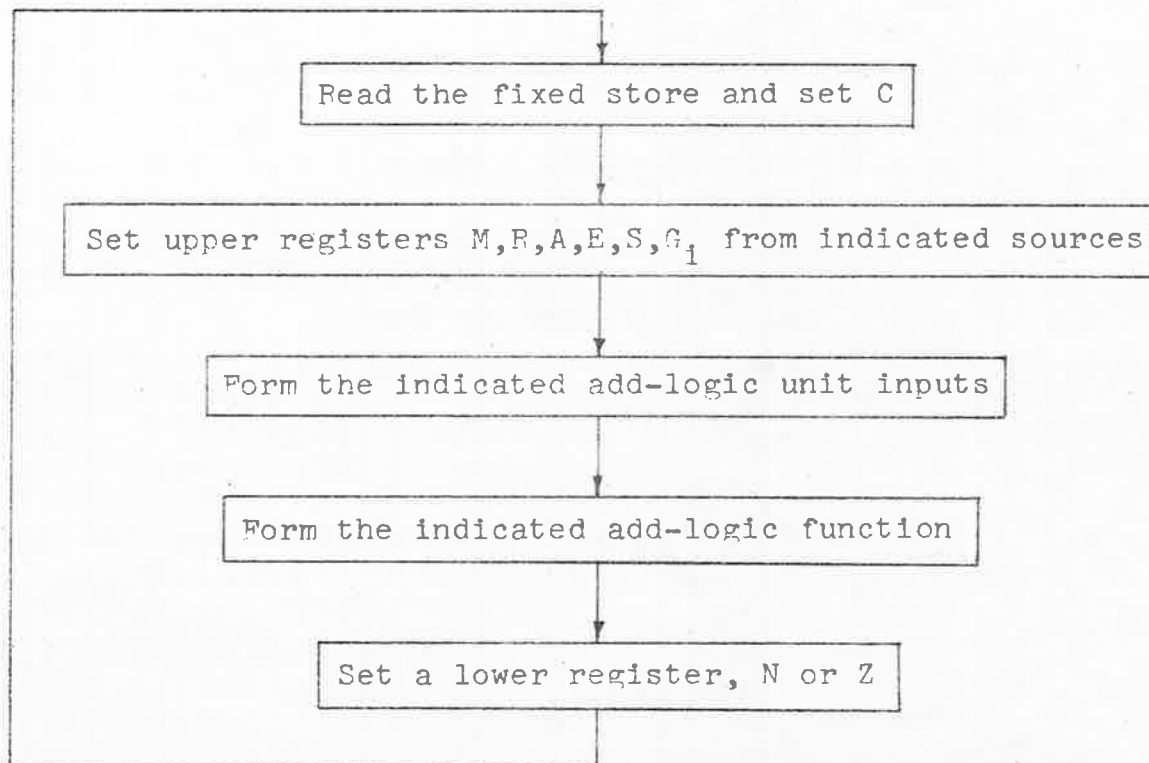 Read the fixed store and set C
Set upper registers M,R,A,E,S,G₁ from indicated sources
Form the indicated add-logic unit inputs
Form the indicated add-logic function
Set a lower register, N or Z